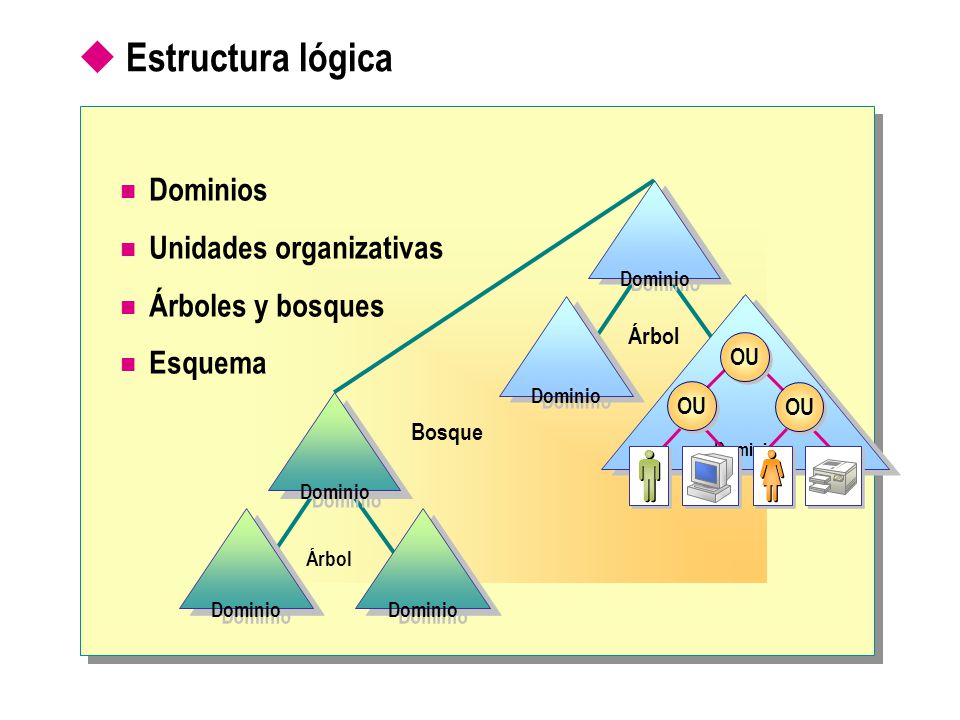 Estructura lógica
Dominios
Unidades organizativas
Árboles y bosques
Esquema
Dominio
Árbol
Dominio
OU
OU
OU
Bosque
Dominio
Árbol
Dominio
Dominio